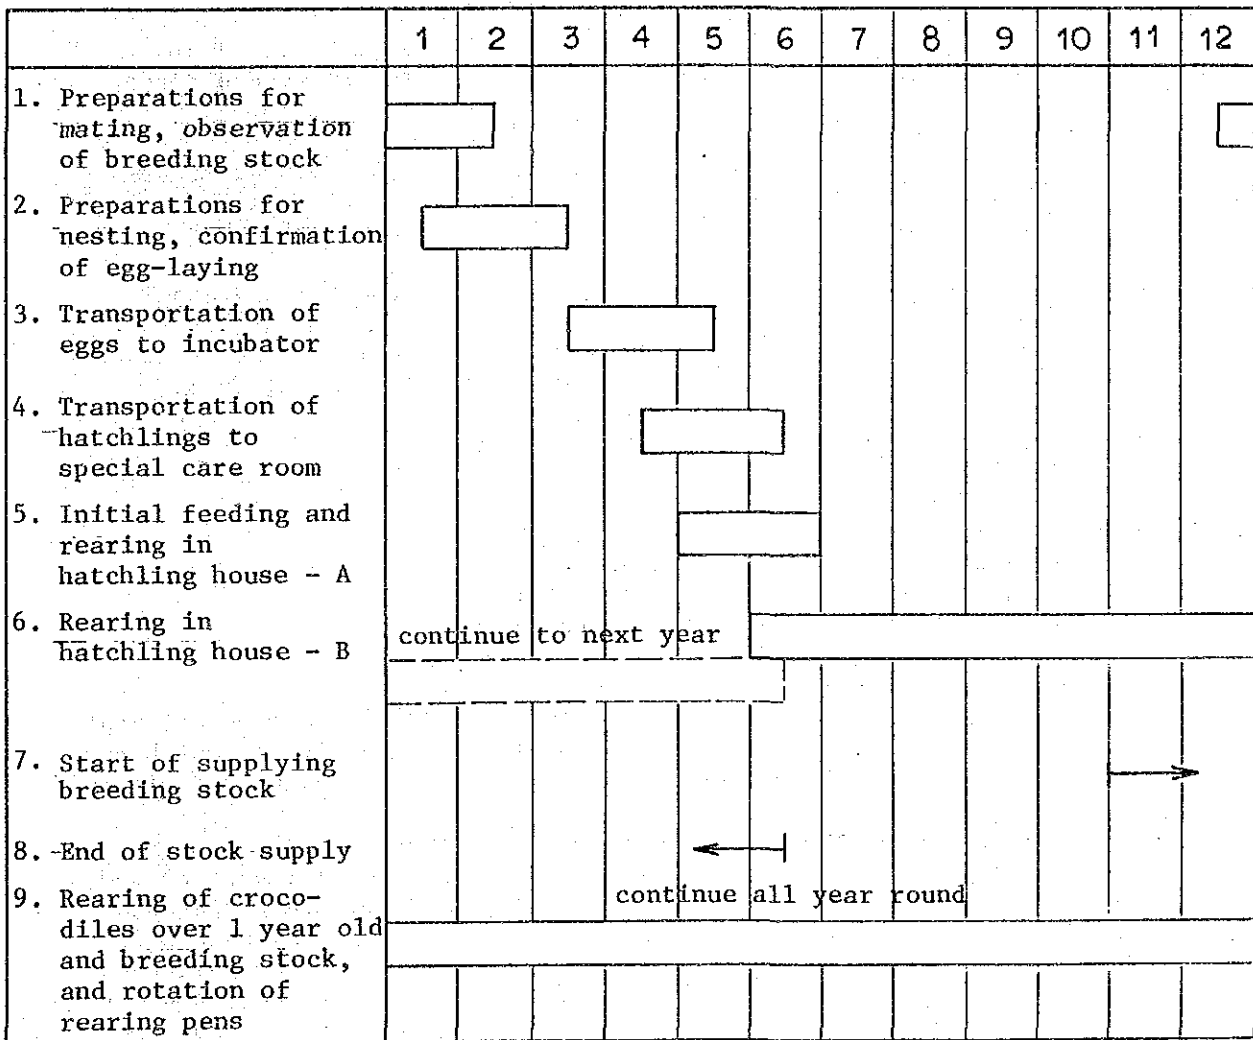 1 2 3 4 5 6 7 8 9 10 11 12
1. Preparations for
mating, observation
of breeding stock
2. Preparations for
nesting, confirmation
of egg-laying
3. Transportation of
eggs to incubator
4. Transportation of
hatchlings to
special care room
5. Initial feeding and
rearing in
hatchling house - A
6. Rearing in
hatchling house - B
continue to next year
7. Start of supplying
breeding stock
8. End of stock supply
9. Rearing of croco-
diles over 1 year old
and breeding stock,
and rotation of
rearing pens
continue all year round